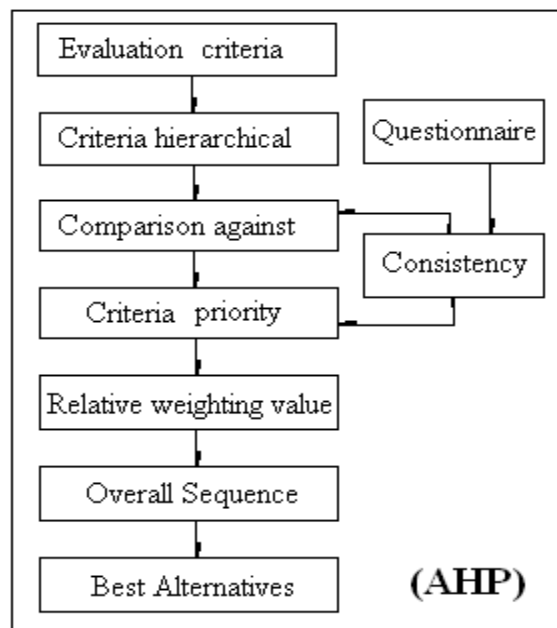 Evaluation criteria
Criteria hierarchical
Questionnaire
Comparison against
Consistency
Criteria priority
Relative weighting value
Overall Sequence
Best Alternatives
(AHP)